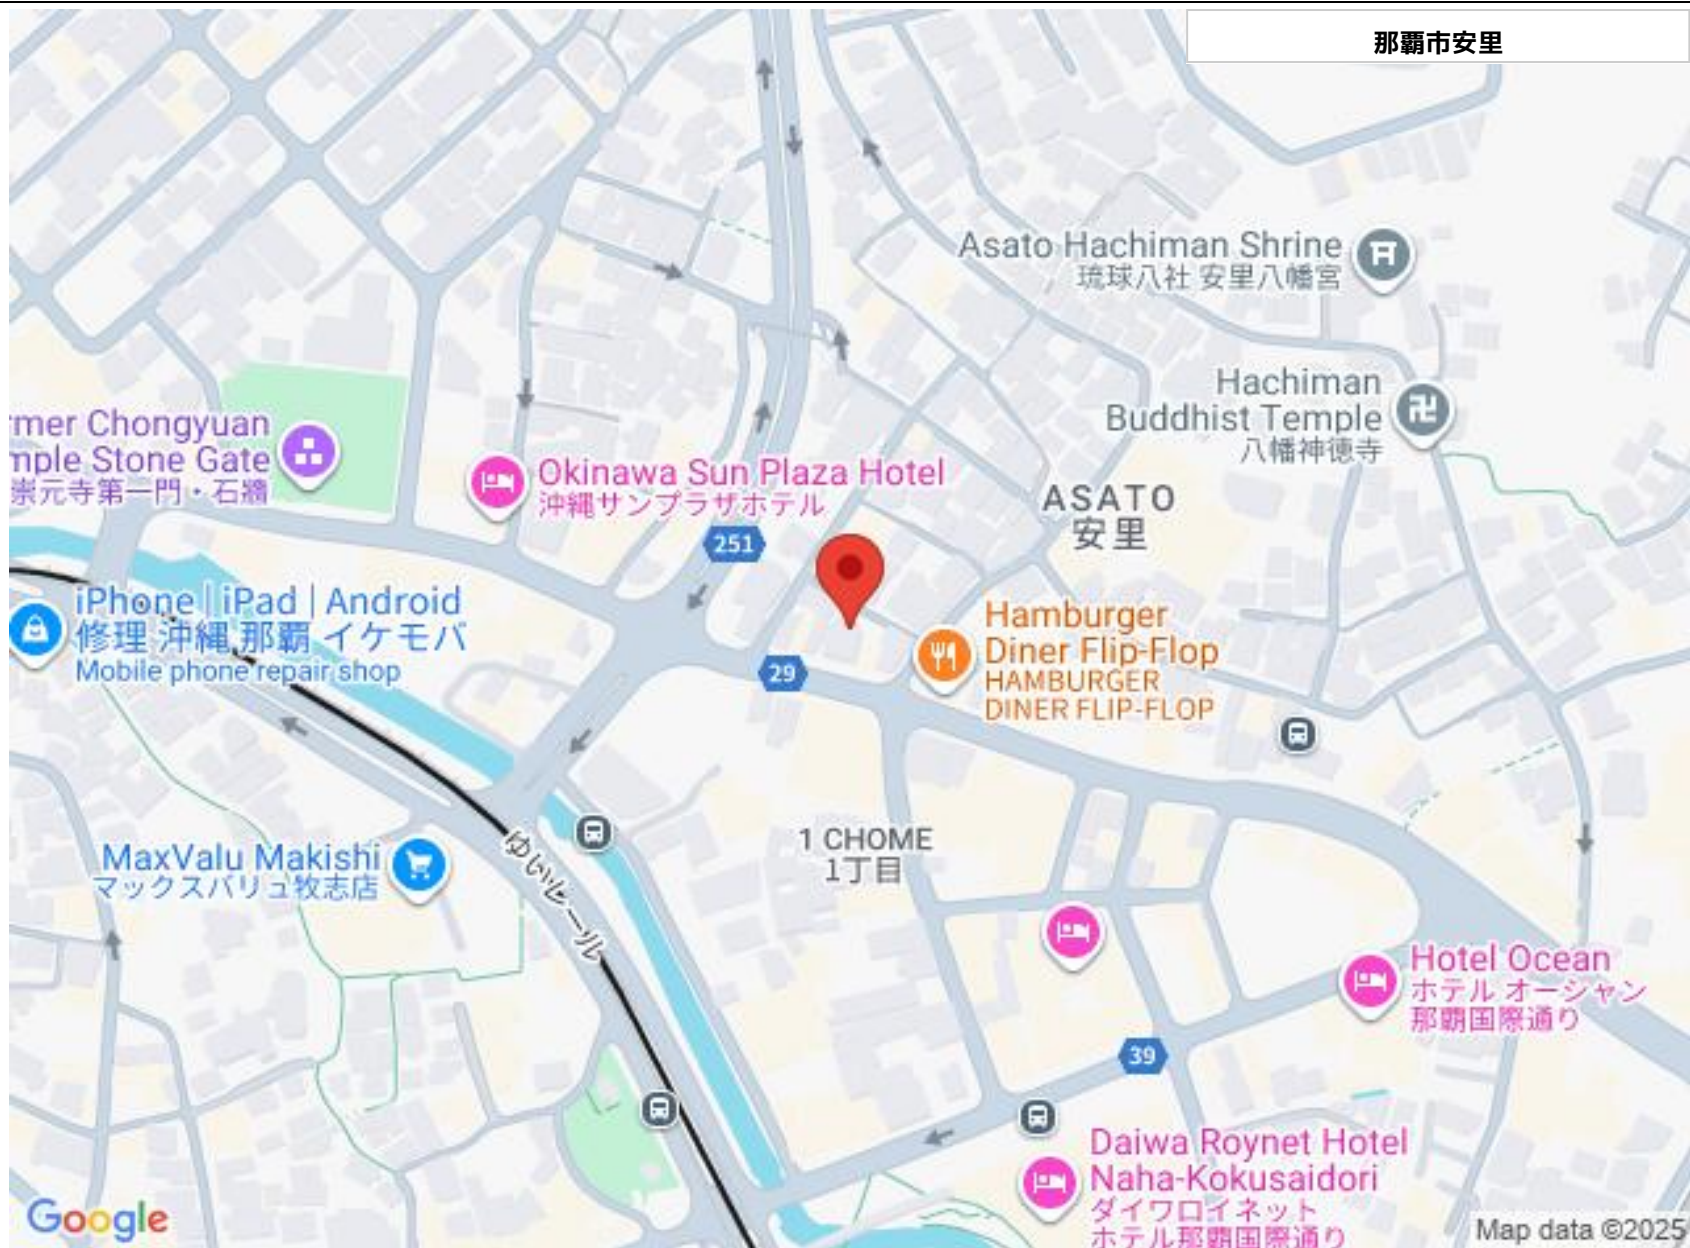 那覇市安里
Asato Hachiman Shrine
琉球八社 安里八幡宮
Hachiman
Buddhist Temple
八幡神徳寺
rmer Chongyuan
mple Stone Gate
崇元寺第一門・石牆
Okinawa Sun Plaza Hotel
沖縄サンプラザホテル
ASATO
安里
251
iPhone | iPad | Android
修理 沖縄 那覇 イケモバ
Mobile phone repair shop
Hamburger
Diner Flip-Flop
HAMBURGER
DINER FLIP-FLOP
29
1 CHOME
1丁目
MaxValu Makishi
マックスバリュ牧志店
ゆいレール
Hotel Ocean
ホテル オーシャン
那覇国際通り
39
Daiwa Roynet Hotel
Naha-Kokusaidori
ダイワロイネット
ホテル那覇国際通り
Google
Map data ©2025